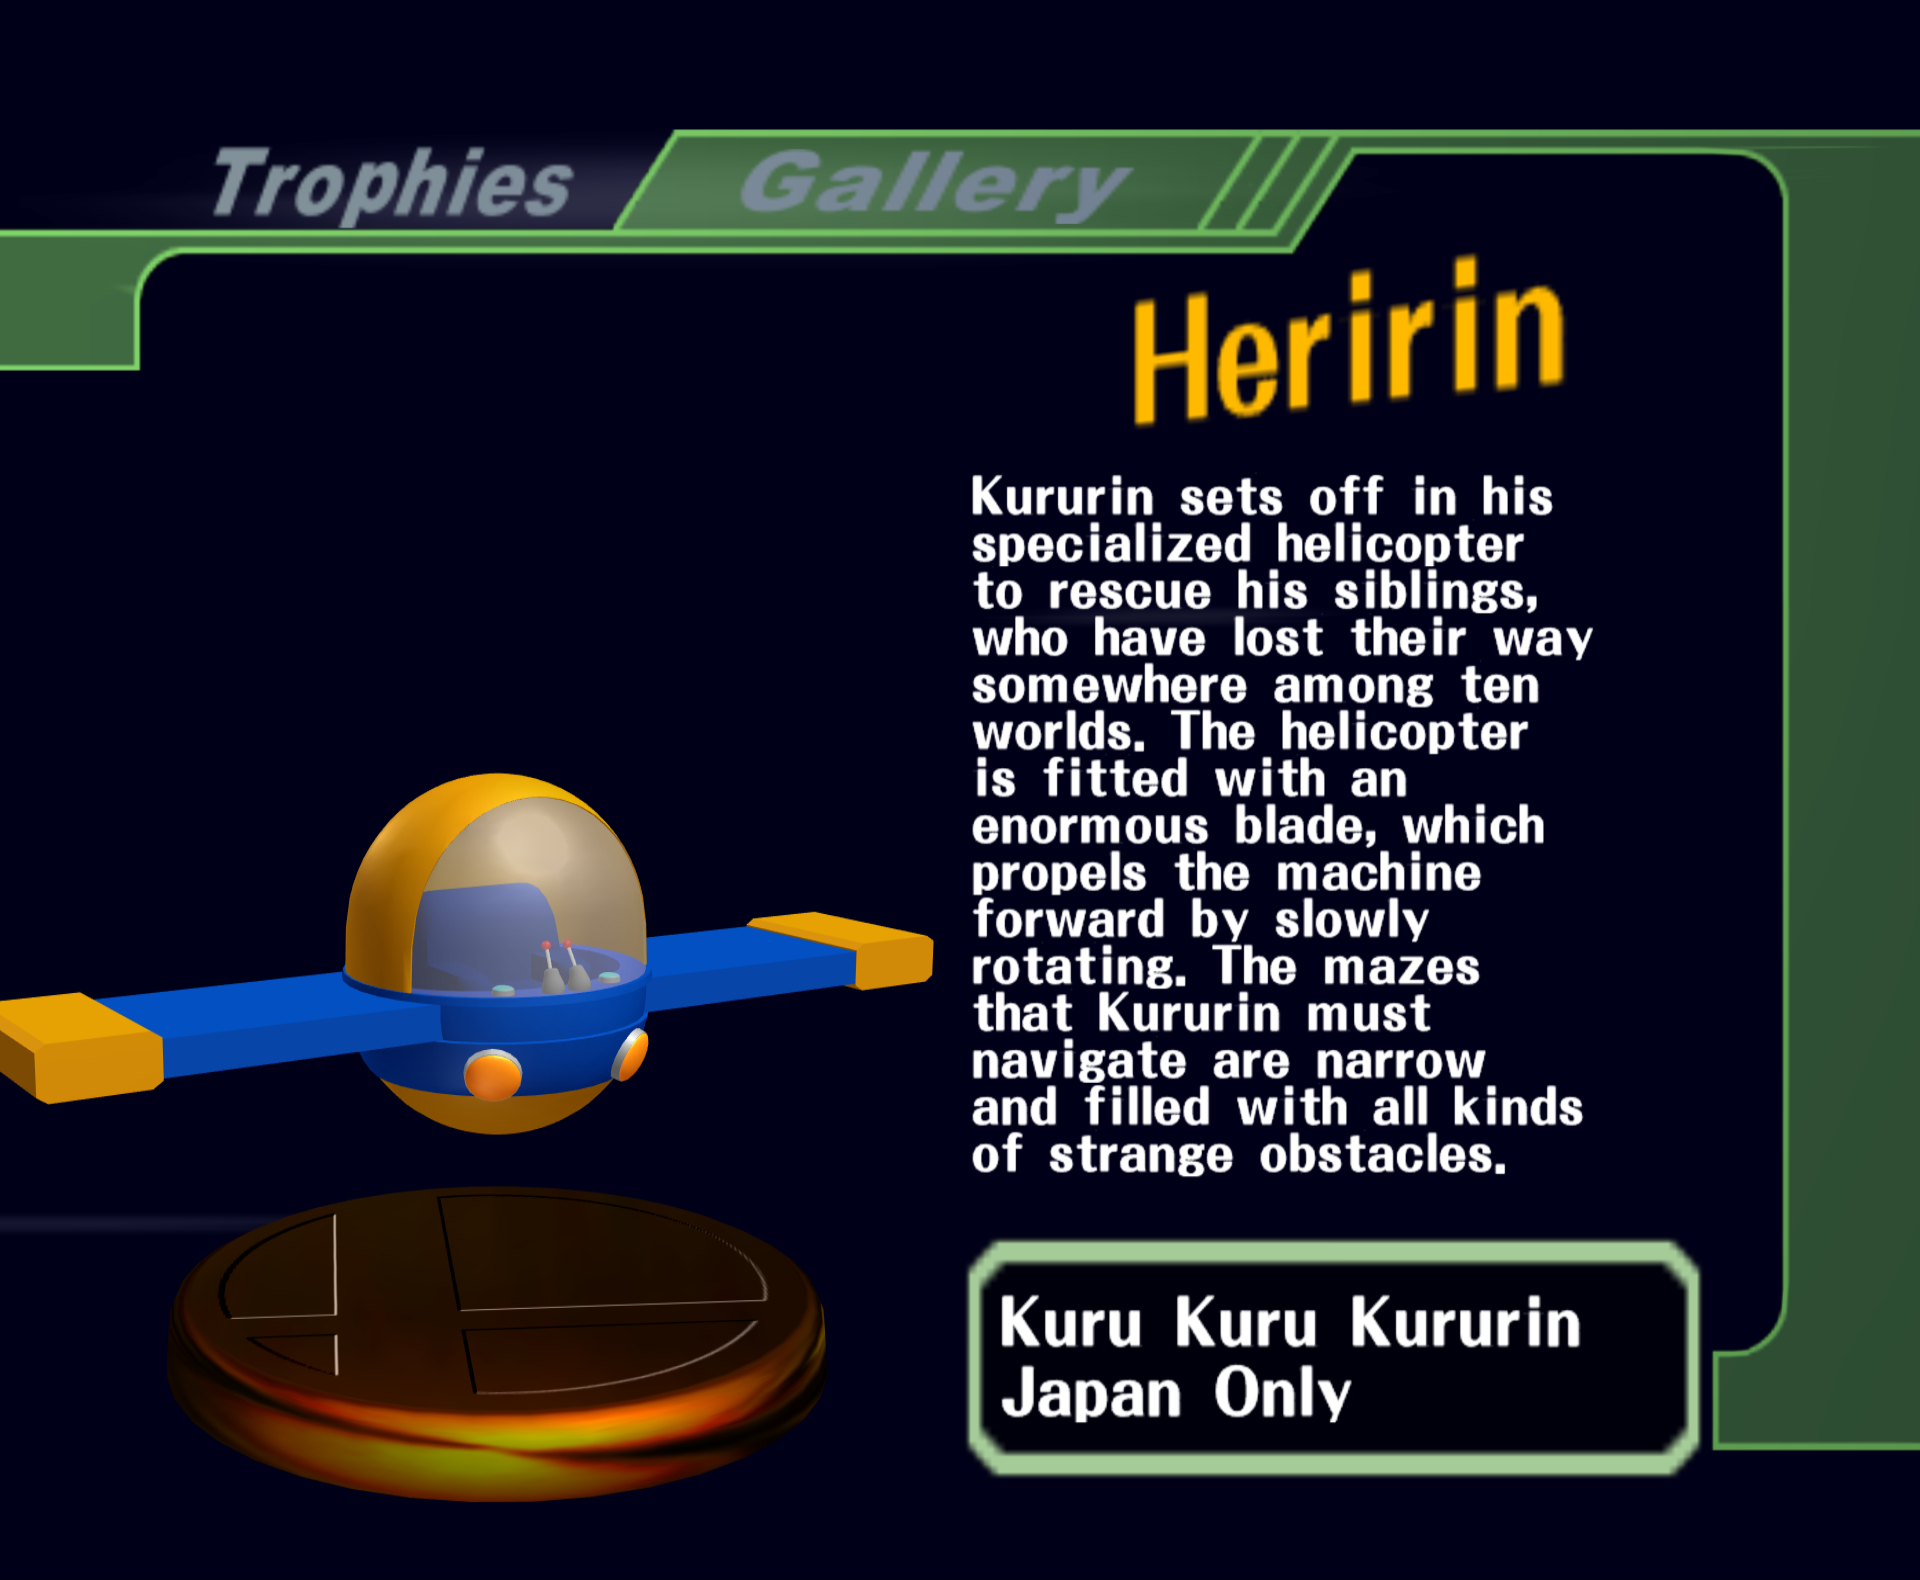 Trophies
Gallery
Heririn
Kururin sets off in his
specialized helicopter
to rescue his siblings,
who have lost their way
somewhere among ten
worlds. The helicopter
is fitted with an
enormous blade, which
propels the machine
forward by slowly
rotating. The mazes
that Kururin must
navigate are narrow
and filled with all kinds
of strange obstacles.
Kuru Kuru Kururin
Japan Only